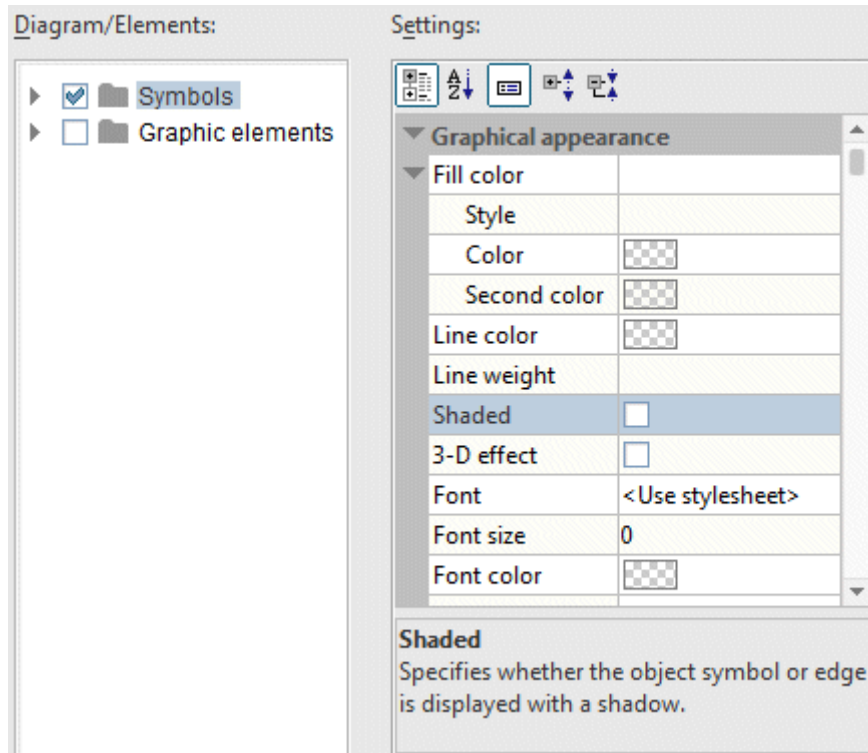 Diagram/Elements:
Settings:
Symbols
Graphic elements
Graphical appearance
Fill color
Style
Color
Second color
Line color
Line weight
Shaded
3-D effect
Font <Use stylesheet>
Font size 0
Font color
Shaded
Specifies whether the object symbol or edge
is displayed with a shadow.